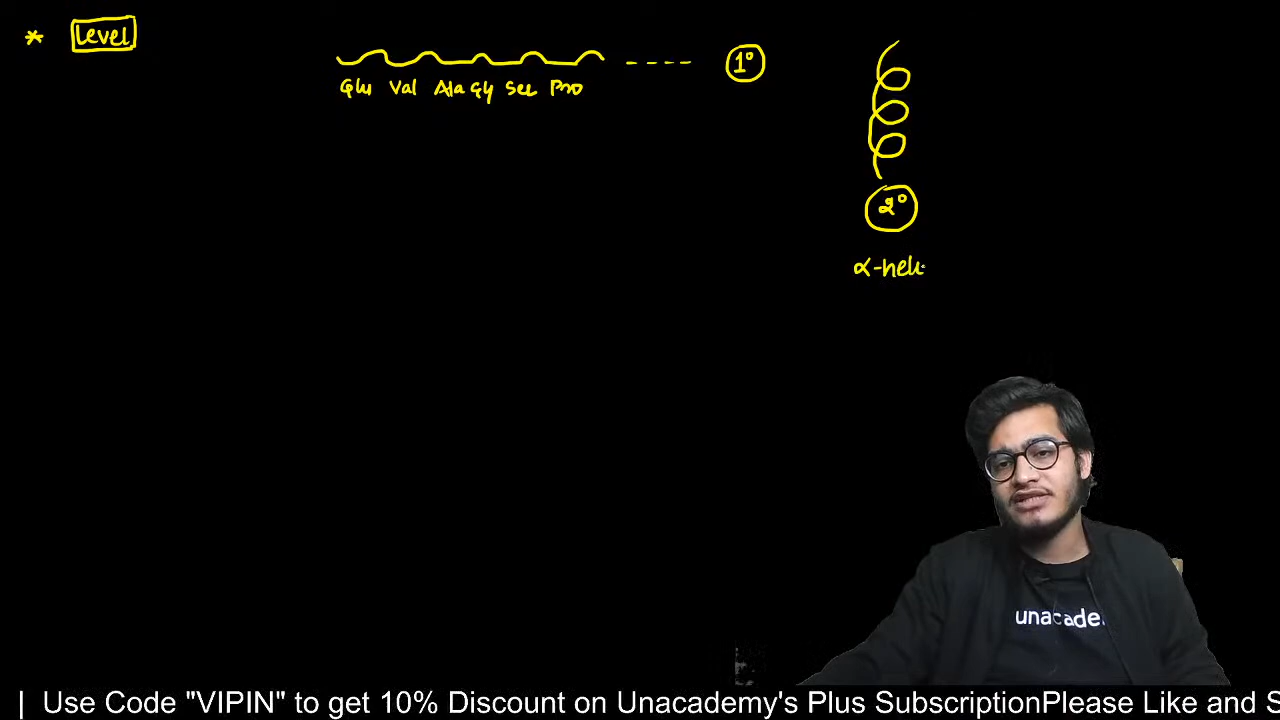 * Level
Glu Val Ala Gly Ser Pro
1°
2°
α-heli
unacade
| Use Code "VIPIN" to get 10% Discount on Unacademy's Plus SubscriptionPlease Like and S